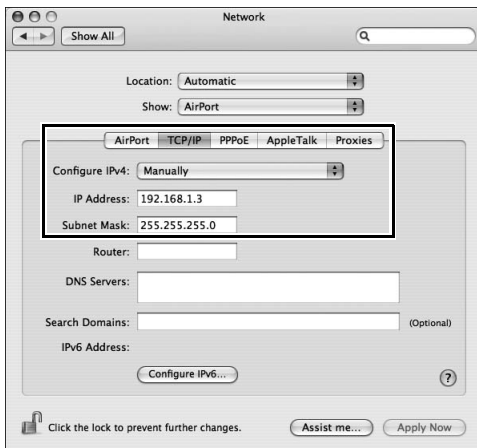 Network
Show All
Location: Automatic
Show: AirPort
AirPort TCP/IP PPPoE AppleTalk Proxies
Configure IPv4: Manually
IP Address: 192.168.1.3
Subnet Mask: 255.255.255.0
Router:
DNS Servers:
Search Domains: (Optional)
IPv6 Address:
Configure IPv6...
?
Click the lock to prevent further changes. Assist me... Apply Now